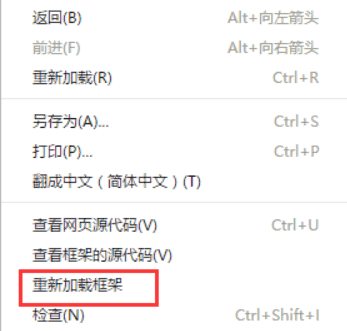 返回(B) Alt+向左箭头
前进(F) Alt+向右箭头
重新加载(R) Ctrl+R
另存为(A)... Ctrl+S
打印(P)... Ctrl+P
翻成中文（简体中文）(T)
查看网页源代码(V) Ctrl+U
查看框架的源代码(V)
重新加载框架
检查(N) Ctrl+Shift+I